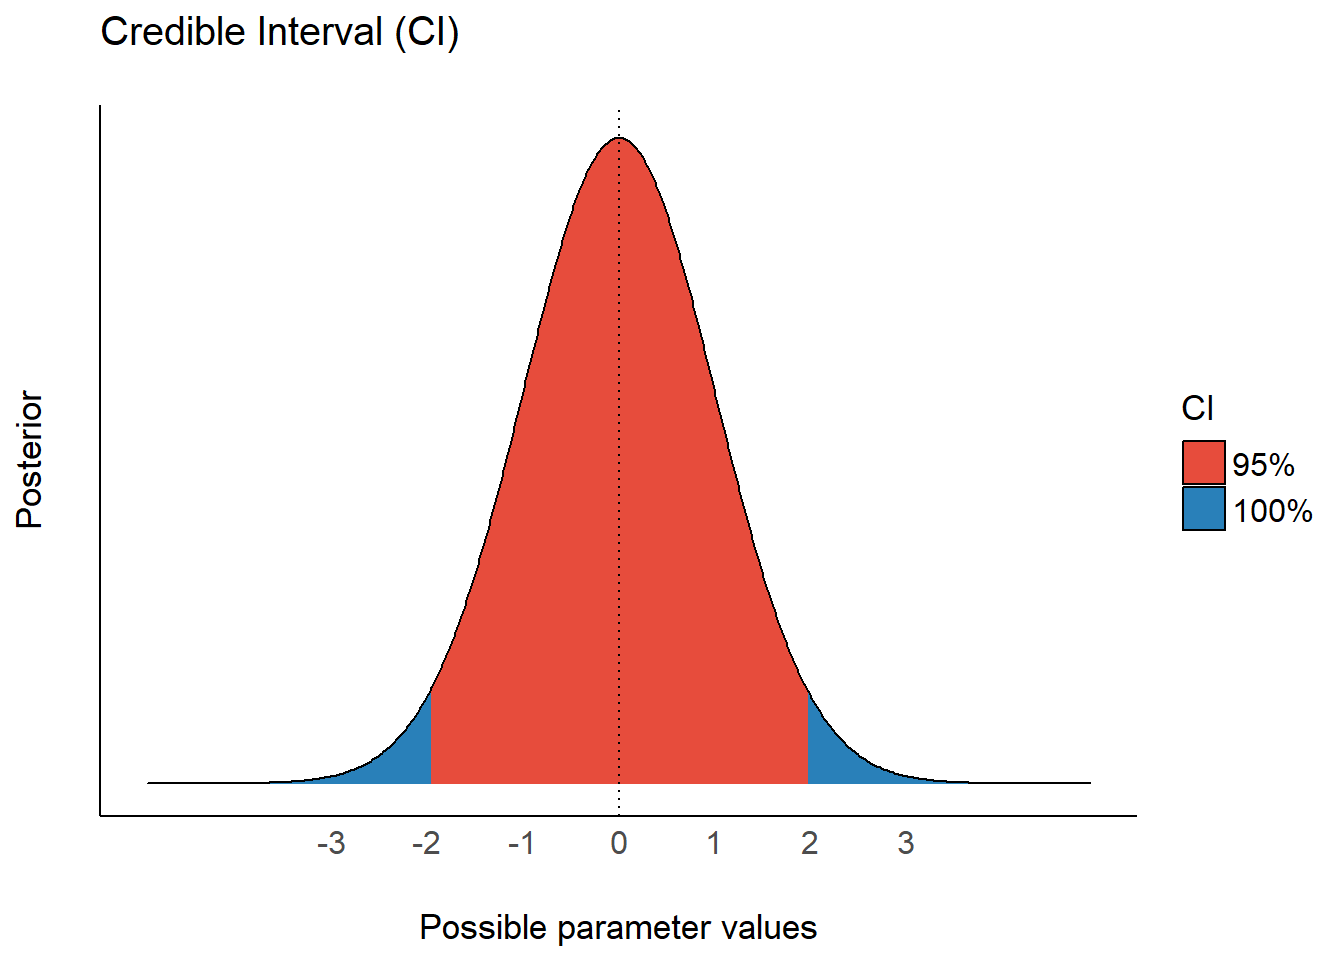 Credible Interval (CI)
Posterior
CI
95%
100%
-3 -2 -1 0 1 2 3
Possible parameter values